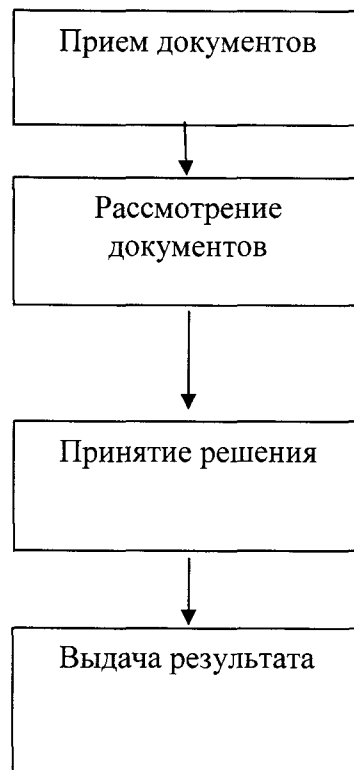 Прием документов
Рассмотрение
документов
Принятие решения
Выдача результата